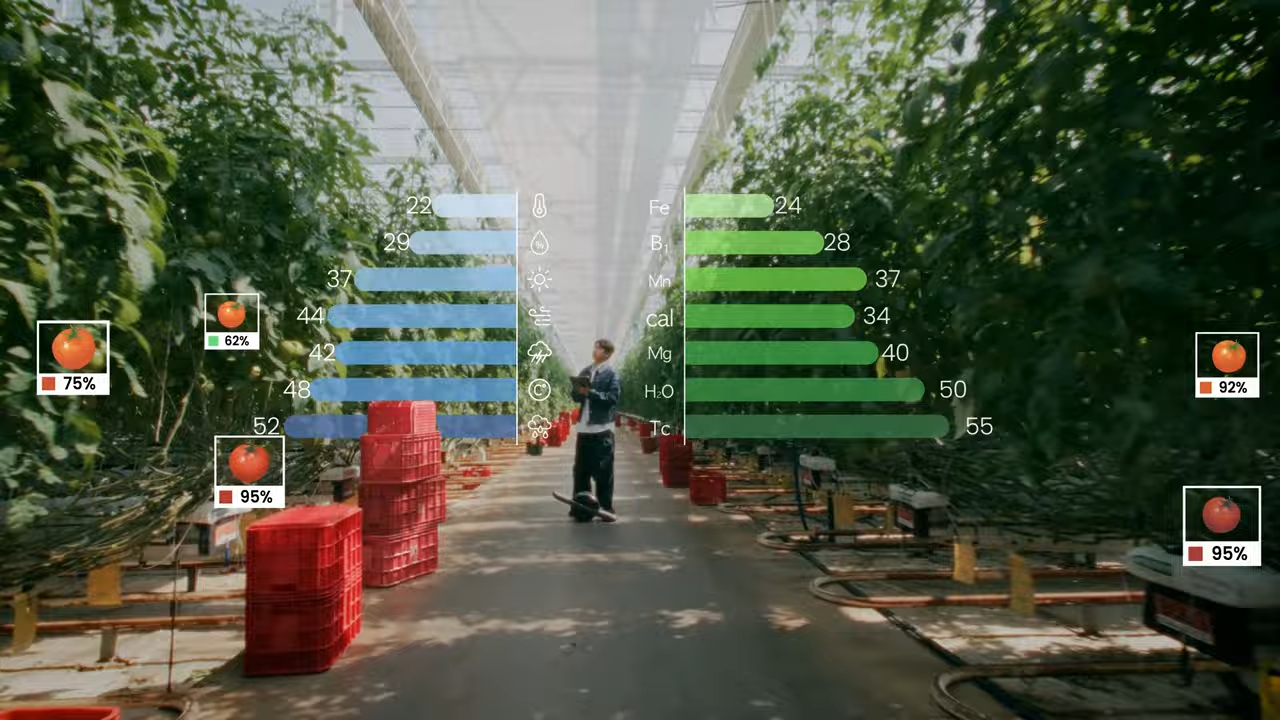 22 Fe 24
29 % B₁ 28
37 Mn 37
44 cal 34
42 Mg 40
48 C H₂O 50
52 Tc 55
62%
75%
92%
95%
95%